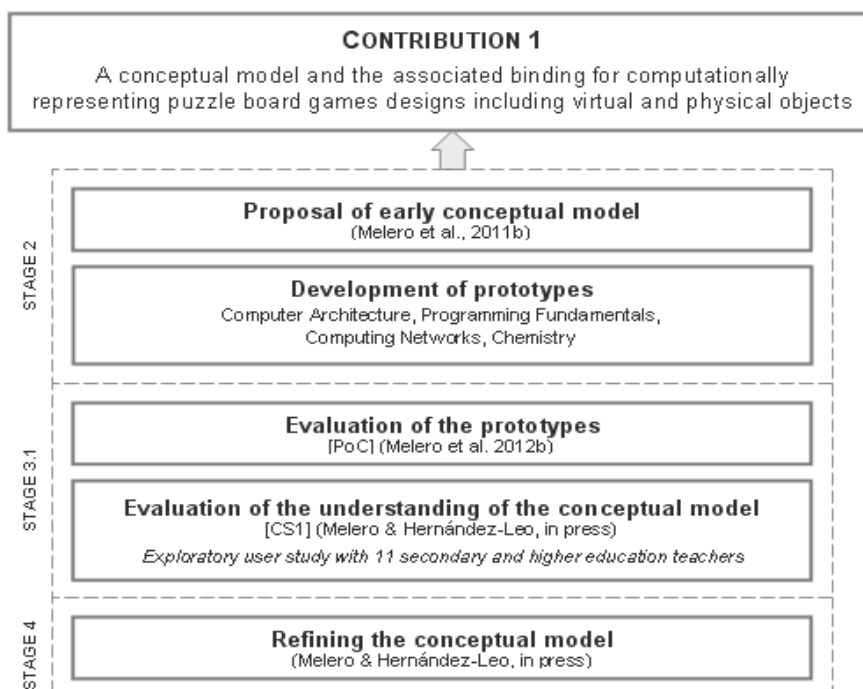 CONTRIBUTION 1
A conceptual model and the associated binding for computationally
representing puzzle board games designs including virtual and physical objects
STAGE 2
Proposal of early conceptual model
(Melero et al., 2011b)
Development of prototypes
Computer Architecture, Programming Fundamentals,
Computing Networks, Chemistry
STAGE 3.1
Evaluation of the prototypes
[PoC] (Melero et al. 2012b)
Evaluation of the understanding of the conceptual model
[CS1] (Melero & Hernández-Leo, in press)
Exploratory user study with 11 secondary and higher education teachers
STAGE 4
Refining the conceptual model
(Melero & Hernández-Leo, in press)